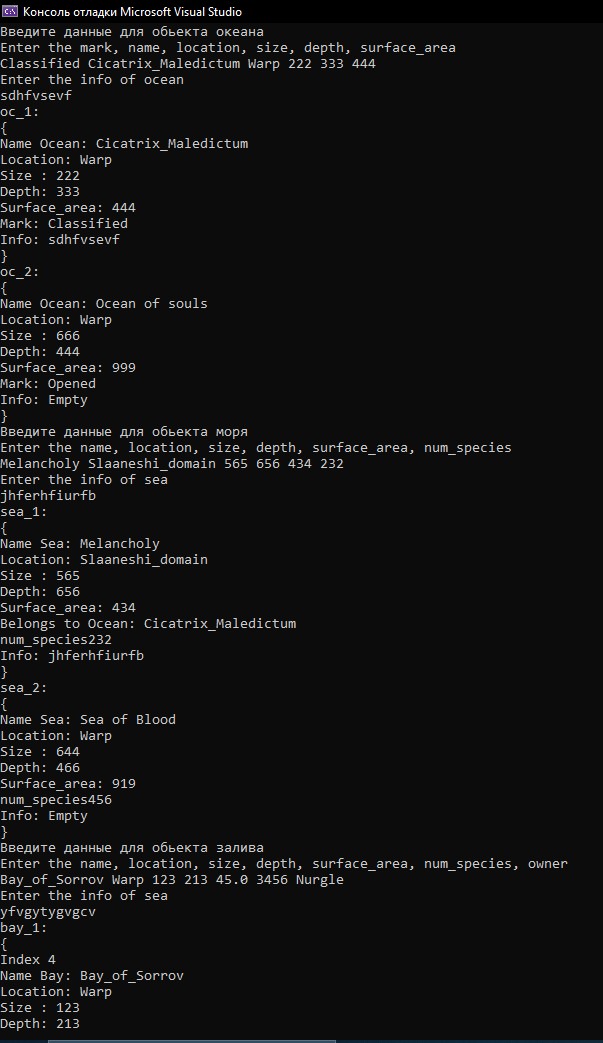 Консоль отладки Microsoft Visual Studio
Введите данные для обьекта океана
Enter the mark, name, location, size, depth, surface_area
Classified Cicatrix_Maledictum Warp 222 333 444
Enter the info of ocean
sdhfvsevf
oc_1:
{
Name Ocean: Cicatrix_Maledictum
Location: Warp
Size : 222
Depth: 333
Surface_area: 444
Mark: Classified
Info: sdhfvsevf
}
oc_2:
{
Name Ocean: Ocean of souls
Location: Warp
Size : 666
Depth: 444
Surface_area: 999
Mark: Opened
Info: Empty
}
Введите данные для обьекта моря
Enter the name, location, size, depth, surface_area, num_species
Melancholy Slaaneshi_domain 565 656 434 232
Enter the info of sea
jhferhfiurfb
sea_1:
{
Name Sea: Melancholy
Location: Slaaneshi_domain
Size : 565
Depth: 656
Surface_area: 434
Belongs to Ocean: Cicatrix_Maledictum
num_species232
Info: jhferhfiurfb
}
sea_2:
{
Name Sea: Sea of Blood
Location: Warp
Size : 644
Depth: 466
Surface_area: 919
num_species456
Info: Empty
}
Введите данные для обьекта залива
Enter the name, location, size, depth, surface_area, num_species, owner
Bay_of_Sorrov Warp 123 213 45.0 3456 Nurgle
Enter the info of sea
yfvgytygvgcv
bay_1:
{
Index 4
Name Bay: Bay_of_Sorrov
Location: Warp
Size : 123
Depth: 213